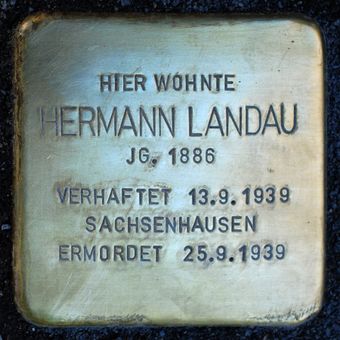 HIER WOHNTE
HERMANN LANDAU
JG. 1886
VERHAFTET 13.9.1939
SACHSENHAUSEN
ERMORDET 25.9.1939